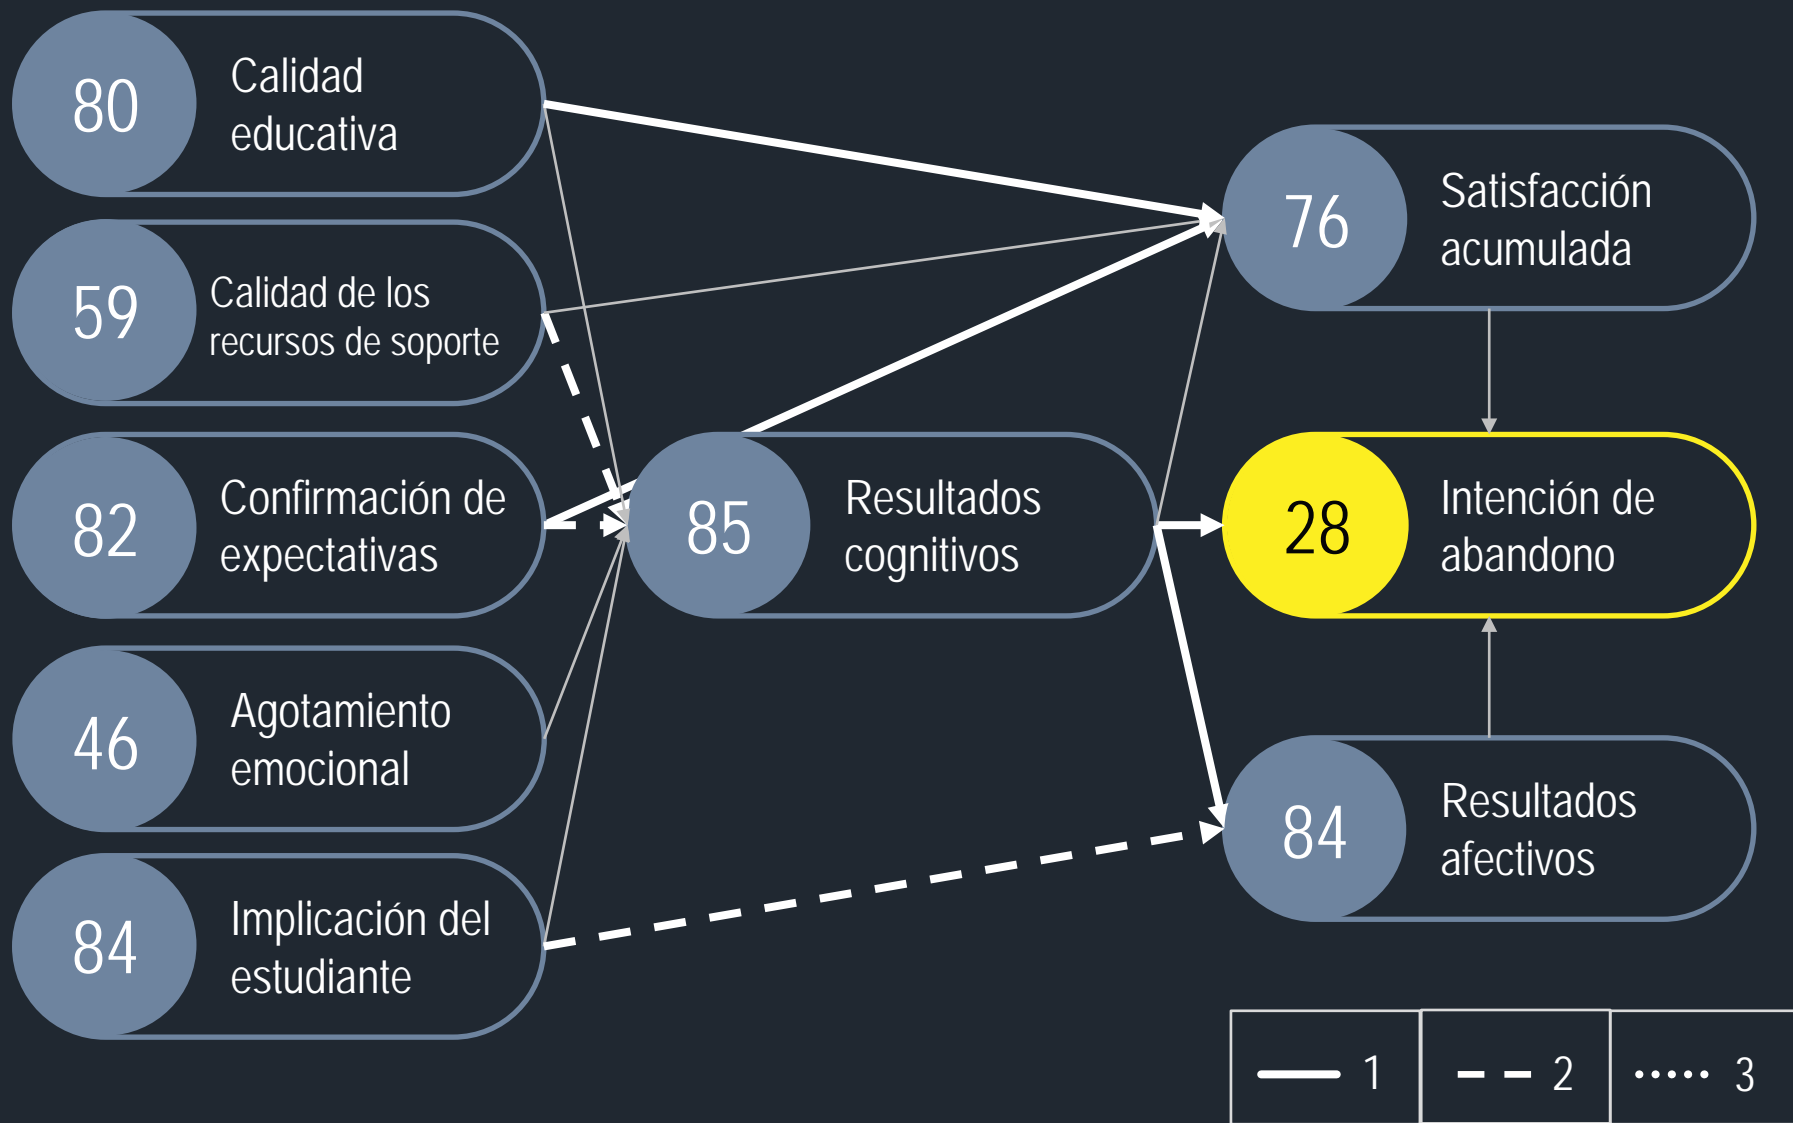 80
Calidad
educativa
59
Calidad de los
recursos de soporte
82
Confirmación de
expectativas
46
Agotamiento
emocional
84
Implicación del
estudiante
85
Resultados
cognitivos
76
Satisfacción
acumulada
28
Intención de
abandono
84
Resultados
afectivos
1
2
3